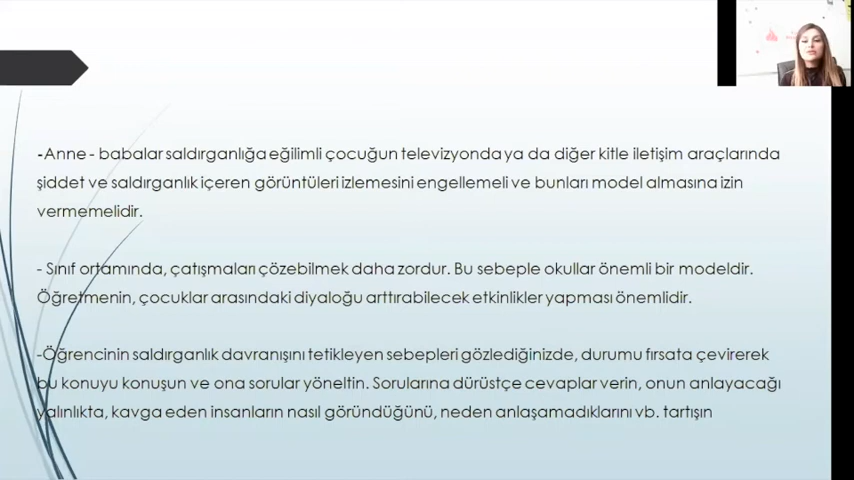 -Anne - babalar saldırganlığa eğilimli çocuğun televizyonda ya da diğer kitle iletişim araçlarında
şiddet ve saldırganlık içeren görüntüleri izlemesini engellemeli ve bunları model almasına izin
vermemelidir.
- Sınıf ortamında, çatışmaları çözebilmek daha zordur. Bu sebeple okullar önemli bir modeldir.
Öğretmenin, çocuklar arasındaki diyaloğu arttırabilecek etkinlikler yapması önemlidir.
-Öğrencinin saldırganlık davranışını tetikleyen sebepleri gözlediğinizde, durumu fırsata çevirerek
bu konuyu konuşun ve ona sorular yöneltin. Sorularına dürüstçe cevaplar verin, onun anlayacağı
yalınlıkta, kavga eden insanların nasıl göründüğünü, neden anlaşamadıklarını vb. tartışın